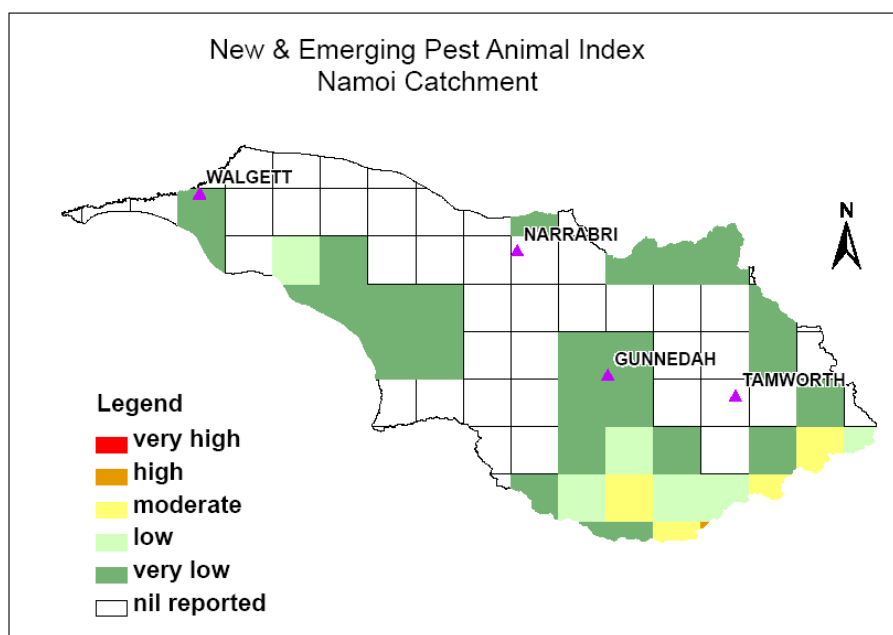 New & Emerging Pest Animal Index
Namoi Catchment
WALGETT
N
NARRABRI
GUNNEDAH
TAMWORTH
Legend
very high
high
moderate
low
very low
nil reported